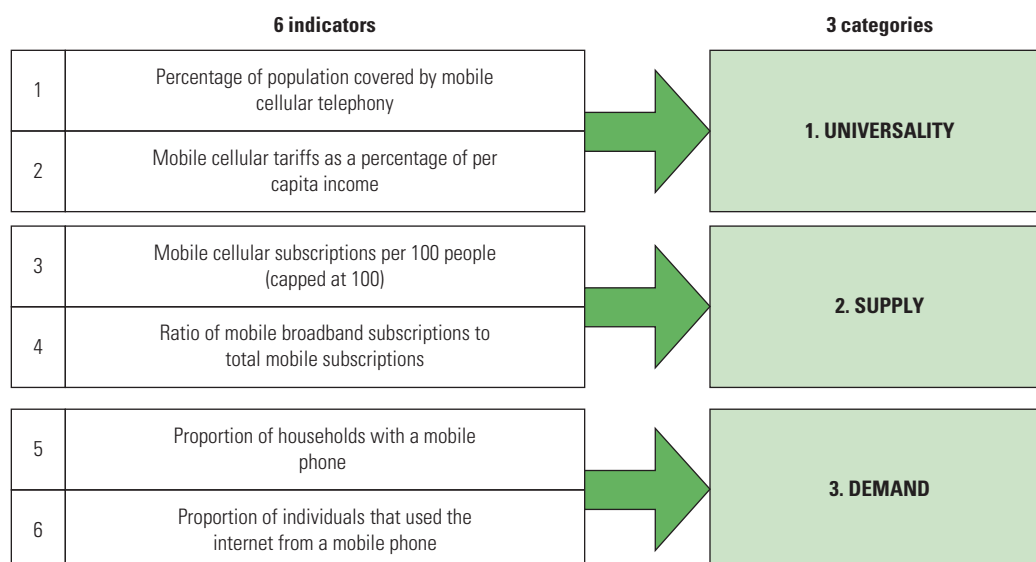 6 indicators
3 categories
1
Percentage of population covered by mobile
cellular telephony
2
Mobile cellular tariffs as a percentage of per
capita income
1. UNIVERSALITY
3
Mobile cellular subscriptions per 100 people
(capped at 100)
4
Ratio of mobile broadband subscriptions to
total mobile subscriptions
2. SUPPLY
5
Proportion of households with a mobile
phone
6
Proportion of individuals that used the
internet from a mobile phone
3. DEMAND